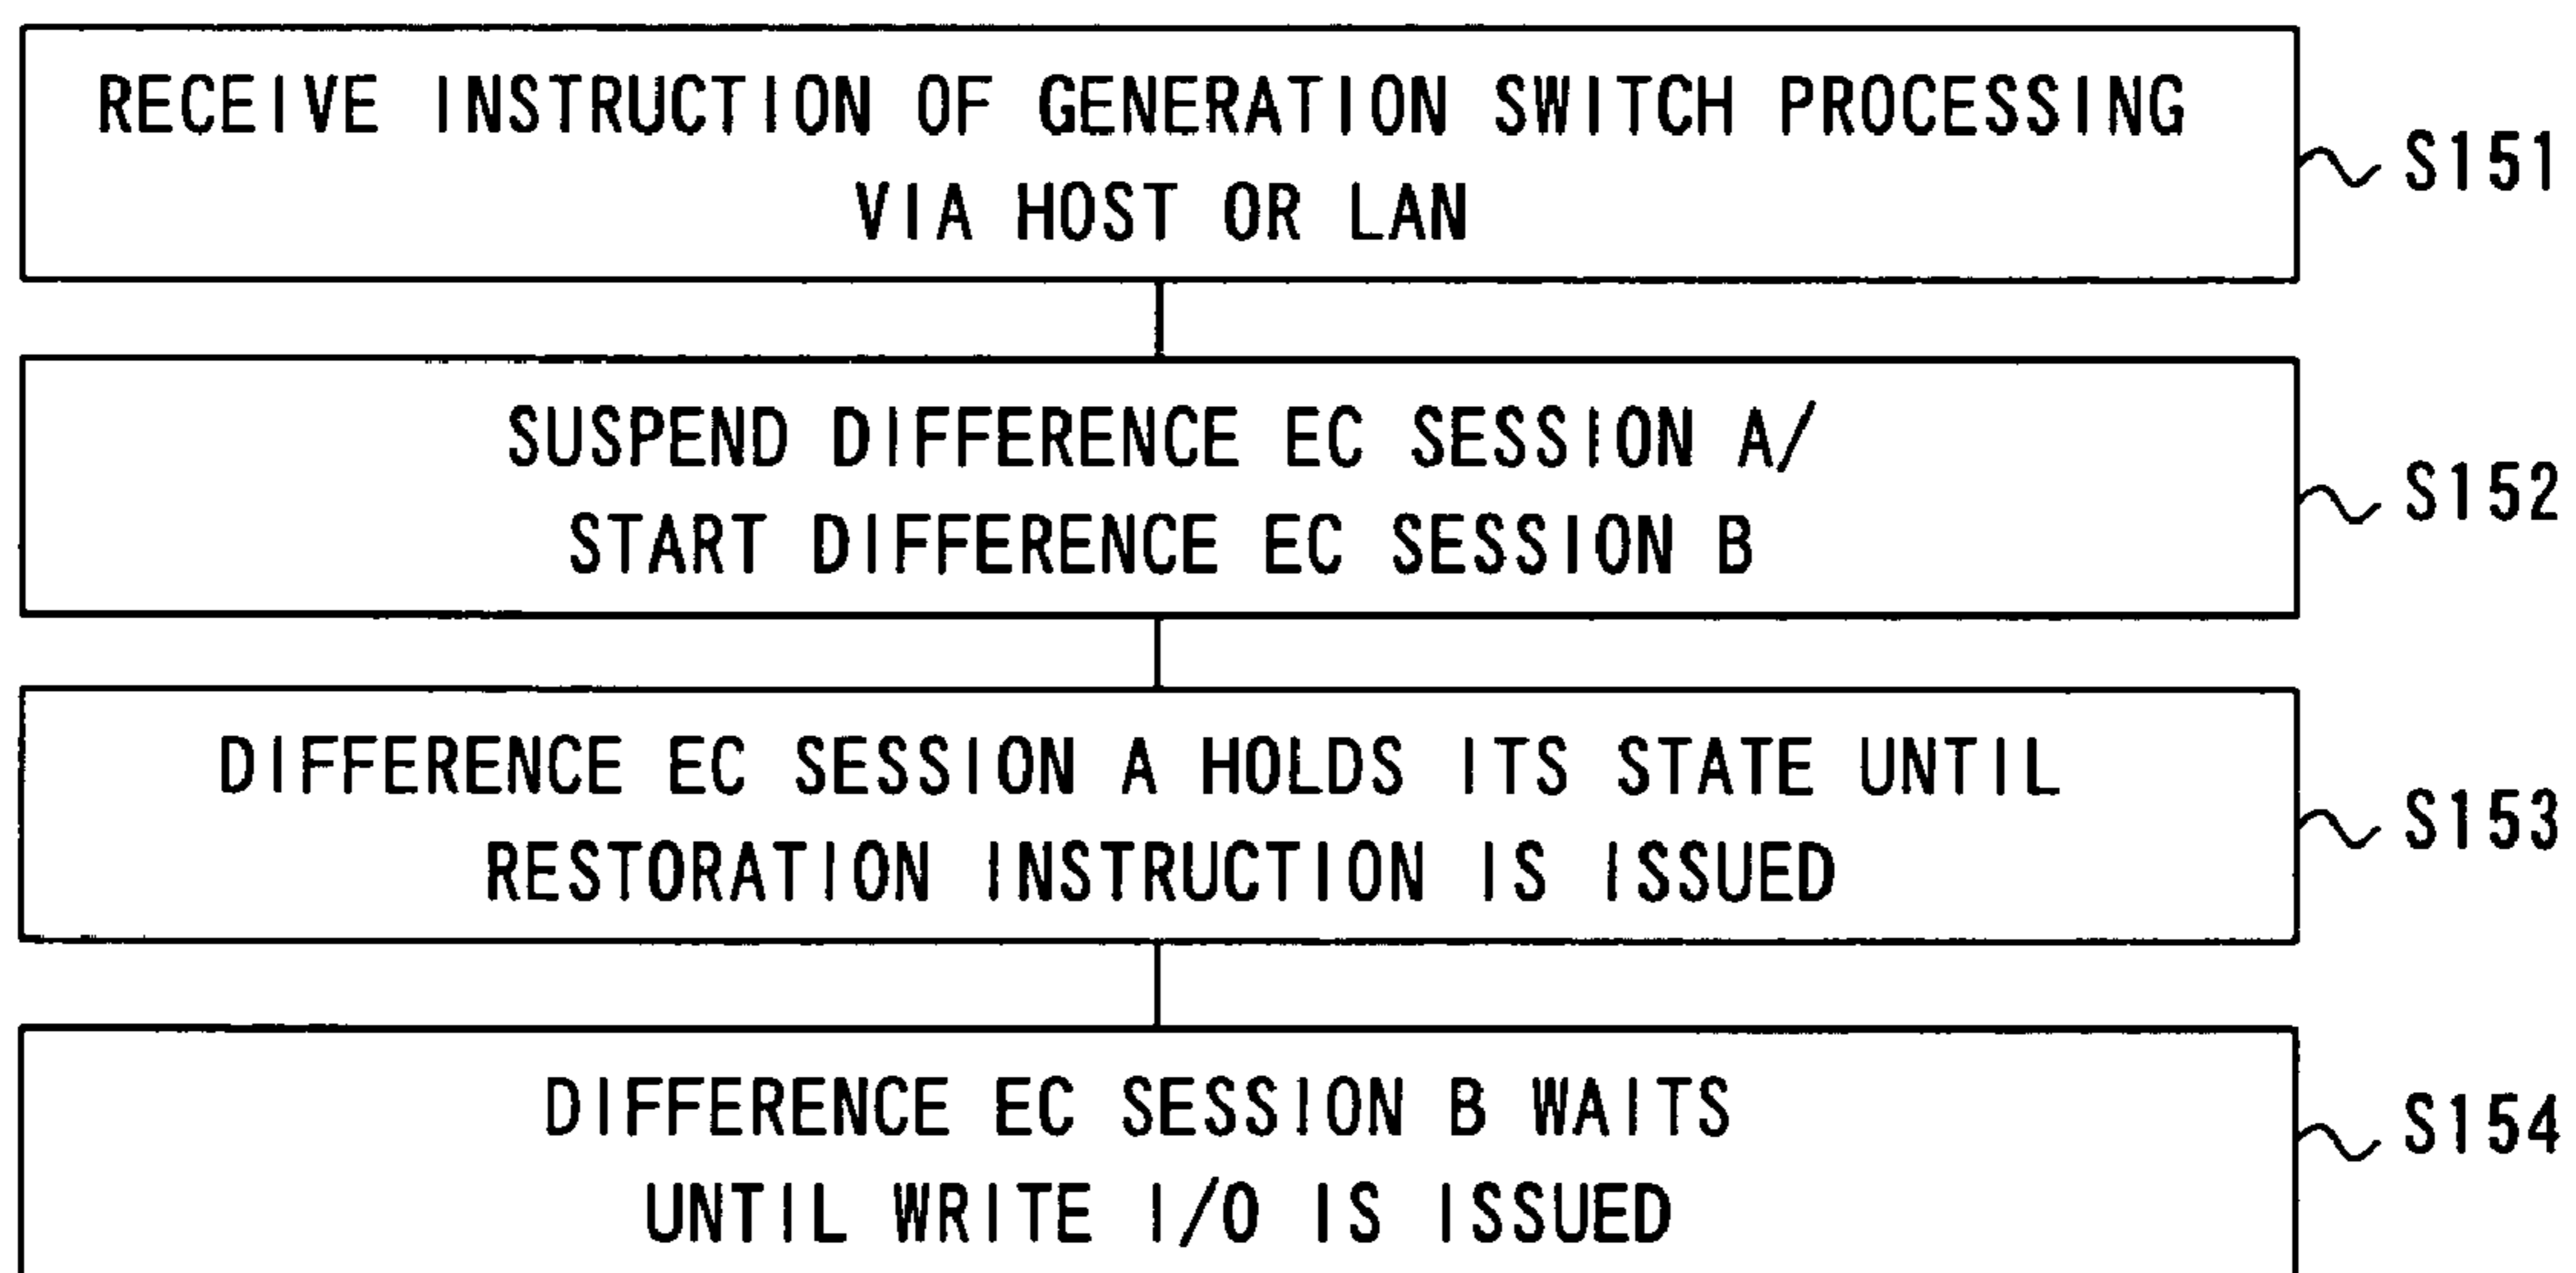 RECEIVE INSTRUCTION OF GENERATION SWITCH PROCESSING
VIA HOST OR LAN
S151
SUSPEND DIFFERENCE EC SESSION A/
START DIFFERENCE EC SESSION B
S152
DIFFERENCE EC SESSION A HOLDS ITS STATE UNTIL
RESTORATION INSTRUCTION IS ISSUED
S153
DIFFERENCE EC SESSION B WAITS
UNTIL WRITE I/O IS ISSUED
S154